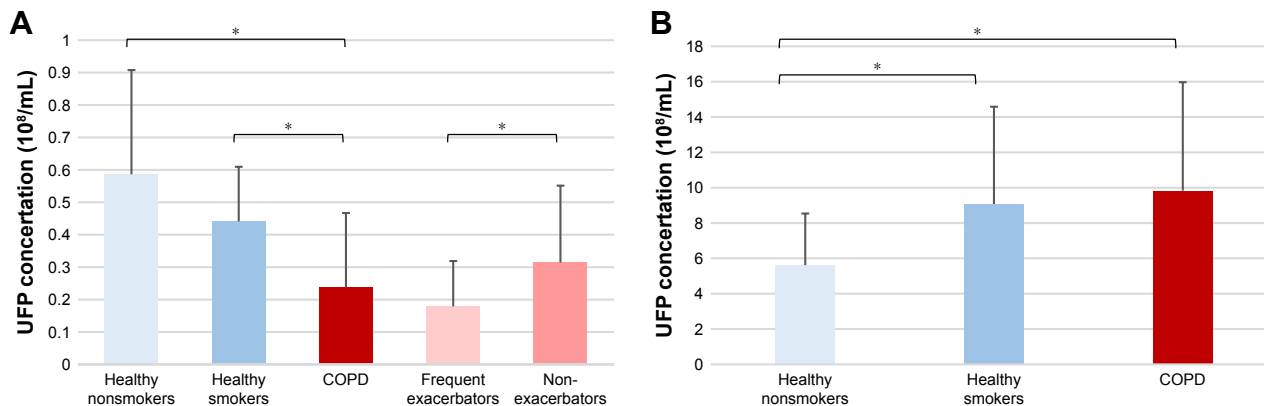 A
UFP concertation (10⁸/mL)
1
0.9
0.8
0.7
0.6
0.5
0.4
0.3
0.2
0.1
0
*
*
*
Healthy
nonsmokers
Healthy
smokers
COPD
Frequent
exacerbators
Non-
exacerbators
B
UFP concertation (10⁸/mL)
18
16
14
12
10
8
6
4
2
0
*
*
Healthy
nonsmokers
Healthy
smokers
COPD